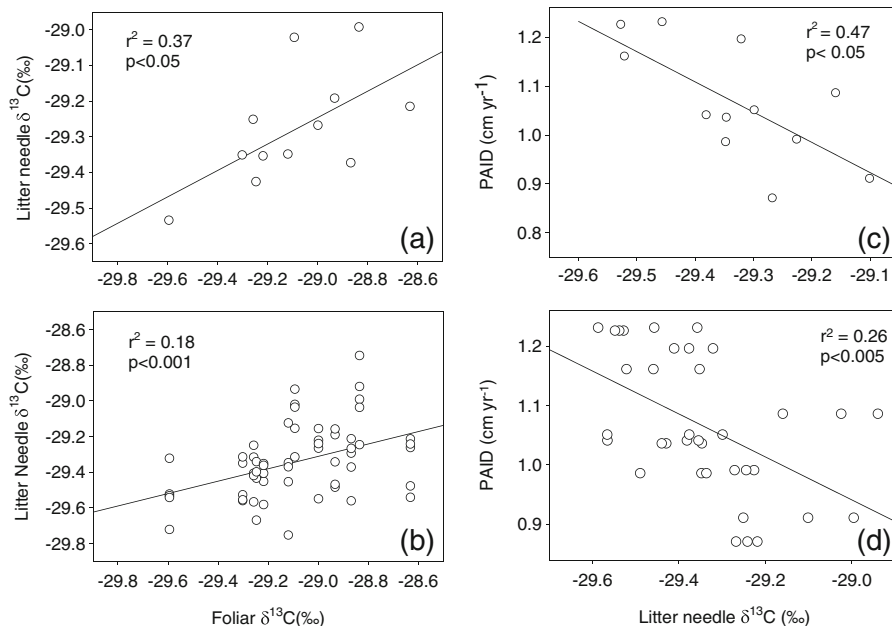 -29.0
-29.1
-29.2
-29.3
-29.4
-29.5
-29.6
Litter needle δ¹³C(‰)
r² = 0.37
p<0.05
(a)
-29.8 -29.6 -29.4 -29.2 -29.0 -28.8 -28.6
1.2
1.1
1.0
0.9
0.8
PAID (cm yr⁻¹)
r² = 0.47
p< 0.05
(c)
-29.6 -29.5 -29.4 -29.3 -29.2 -29.1
-28.6
-28.8
-29.0
-29.2
-29.4
-29.6
-29.8
Litter Needle δ¹³C(‰)
r² = 0.18
p<0.001
(b)
-29.8 -29.6 -29.4 -29.2 -29.0 -28.8 -28.6
Foliar δ¹³C(‰)
1.2
1.1
1.0
0.9
PAID (cm yr⁻¹)
r² = 0.26
p<0.005
(d)
-29.6 -29.4 -29.2 -29.0
Litter needle δ¹³C (‰)